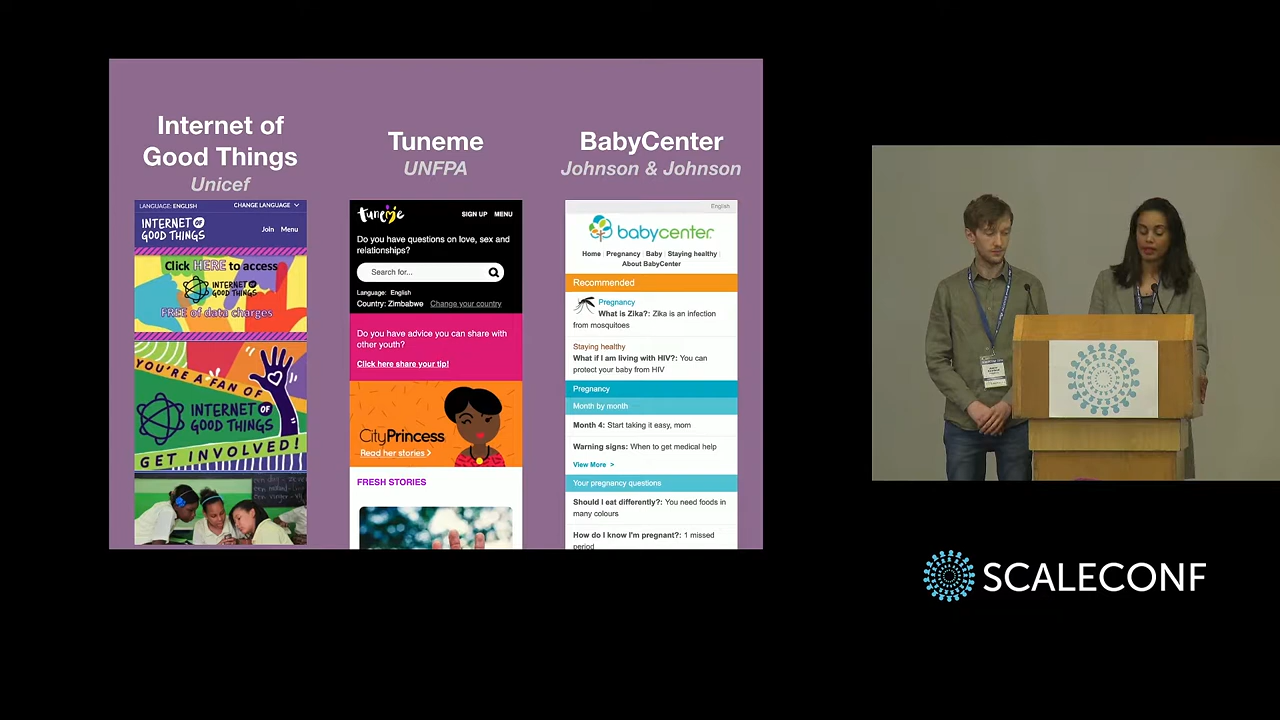 Internet of
Good Things
Unicef
LANGUAGE: ENGLISH
CHANGE LANGUAGE
INTERNET OF
GOOD THINGS
Join
Menu
Click HERE to access
INTERNET OF
GOOD THINGS
FREE of data charges
YOU'RE A FAN OF
INTERNET OF
GOOD THINGS
GET INVOLVED!
Tuneme
UNFPA
tuneme
SIGN UP
MENU
Do you have questions on love, sex and
relationships?
Search for...
Language: English
Country: Zimbabwe Change your country
Do you have advice you can share with
other youth?
Click here share your tip!
CityPrincess
Read her stories >
FRESH STORIES
BabyCenter
Johnson & Johnson
English
babycenter
Home | Pregnancy | Baby | Staying healthy |
About BabyCenter
Recommended
Pregnancy
What is Zika?: Zika is an infection
from mosquitoes
Staying healthy
What if I am living with HIV?: You can
protect your baby from HIV
Pregnancy
Month by month
Month 4: Start taking it easy, mom
Warning signs: When to get medical help
View More >
Your pregnancy questions
Should I eat differently?: You need foods in
many colours
How do I know I'm pregnant?: 1 missed
period
SCALECONF